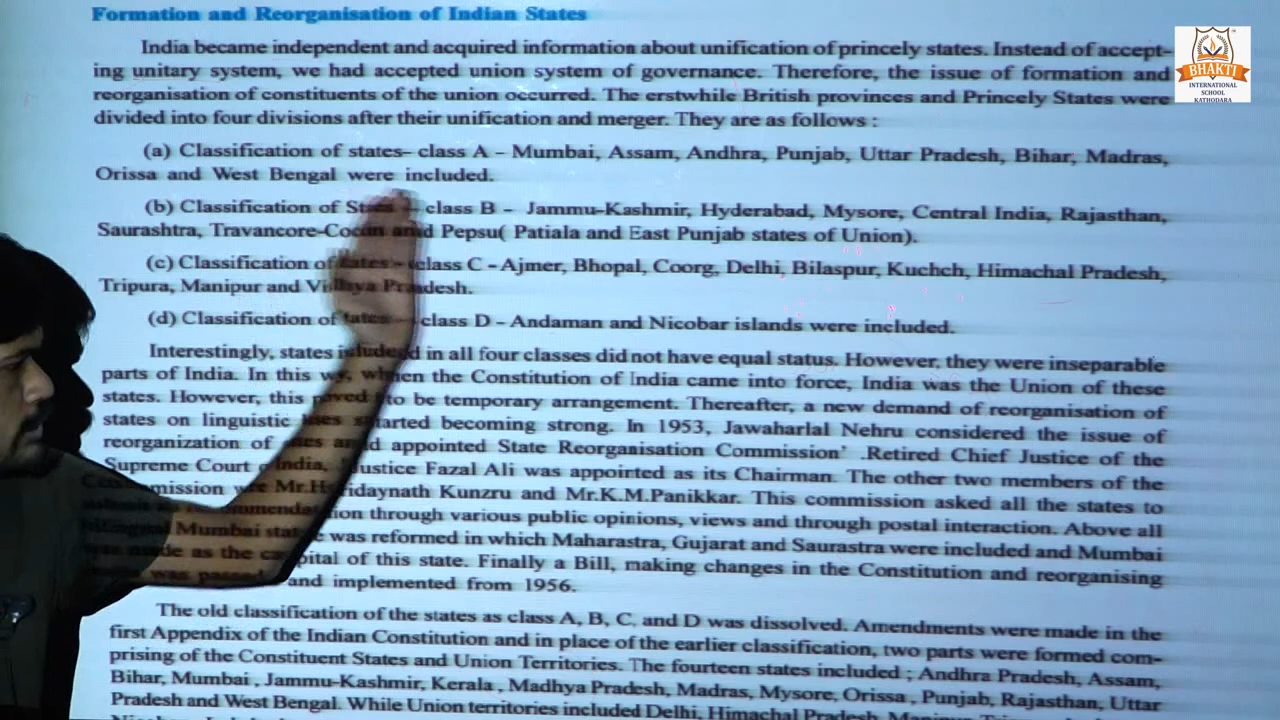 Formation and Reorganisation of Indian States
India became independent and acquired information about unification of princely states. Instead of accept-
ing unitary system, we had accepted union system of governance. Therefore, the issue of formation and
reorganisation of constituents of the union occurred. The erstwhile British provinces and Princely States were
divided into four divisions after their unification and merger. They are as follows :
(a) Classification of states– class A – Mumbai, Assam, Andhra, Punjab, Uttar Pradesh, Bihar, Madras,
Orissa and West Bengal were included.
(b) Classification of class B – Jammu-Kashmir, Hyderabad, Mysore, Central India, Rajasthan,
Saurashtra, Pepsu( Patiala and East Punjab states of Union).
(c) Classification of class C – Ajmer, Bhopal, Coorg, Delhi, Bilaspur, Kuchch, Himachal Pradesh,
Tripura, Manipur and
(d) Classification of class D – Andaman and Nicobar islands were included.
Interestingly, states in all four classes did not have equal status. However, they were inseparable
parts of India. In this the Constitution of India came into force, India was the Union of these
states. However, this to be temporary arrangement. Thereafter, a new demand of reorganisation of
states on linguistic started becoming strong. In 1953, Jawaharlal Nehru considered the issue of
reorganization of appointed State Reorganisation Commission’ .Retired Chief Justice of the
Supreme Court India, Justice Fazal Ali was appointed as its Chairman. The other two members of the
Kunzru and Mr.K.M.Panikkar. This commission asked all the states to
through various public opinions, views and through postal interaction. Above all
Mumbai was reformed in which Maharastra, Gujarat and Saurastra were included and Mumbai
as the of this state. Finally a Bill, making changes in the Constitution and reorganising
and implemented from 1956.
The old classification of the states as class A, B, C, and D was dissolved. Amendments were made in the
first Appendix of the Indian Constitution and in place of the earlier classification, two parts were formed com-
prising of the Constituent States and Union Territories. The fourteen states included ; Andhra Pradesh, Assam,
Bihar, Mumbai , Jammu-Kashmir, Kerala , Madhya Pradesh, Madras, Mysore, Orissa , Punjab, Rajasthan, Uttar
Pradesh and West Bengal. While Union territories included Delhi, Himachal Pradesh,
BHAKTI
INTERNATIONAL
SCHOOL
KATHODARA